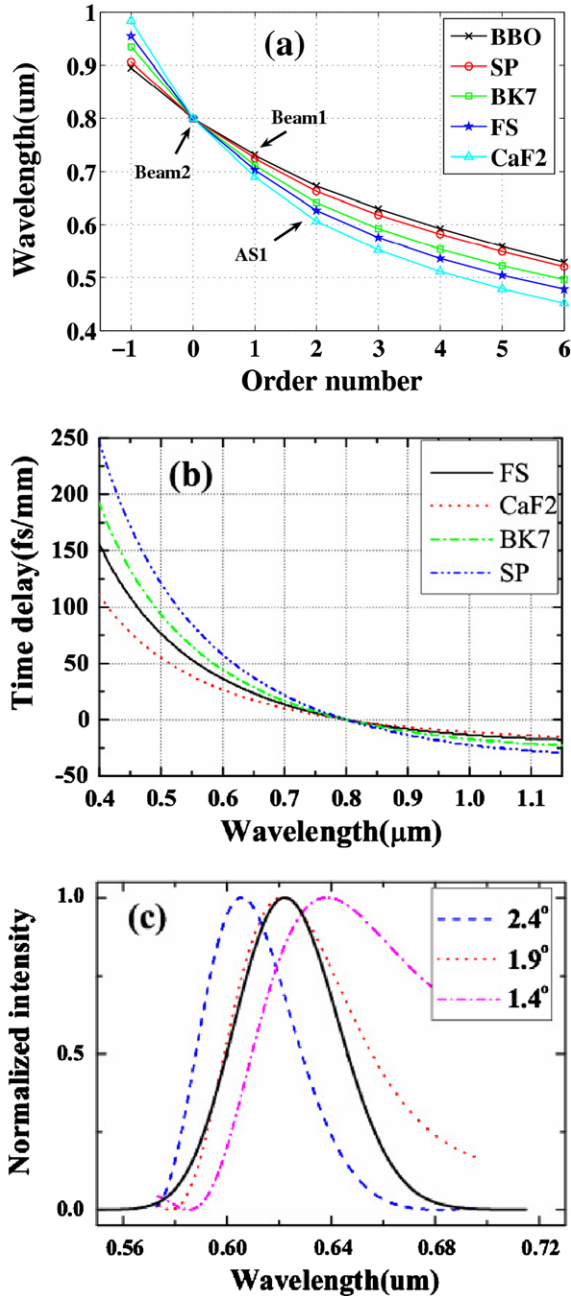 (a)
BBO
SP
BK7
FS
CaF2
Beam1
Beam2
AS1
Wavelength(um)
1
0.9
0.8
0.7
0.6
0.5
0.4
−1 0 1 2 3 4 5 6
Order number
(b)
FS
CaF2
BK7
SP
Time delay(fs/mm)
250
200
150
100
50
0
−50
0.4 0.5 0.6 0.7 0.8 0.9 1.0 1.1
Wavelength(μm)
(c)
2.4°
1.9°
1.4°
Normalized intensity
1.0
0.5
0.0
0.56 0.60 0.64 0.68 0.72
Wavelength(um)